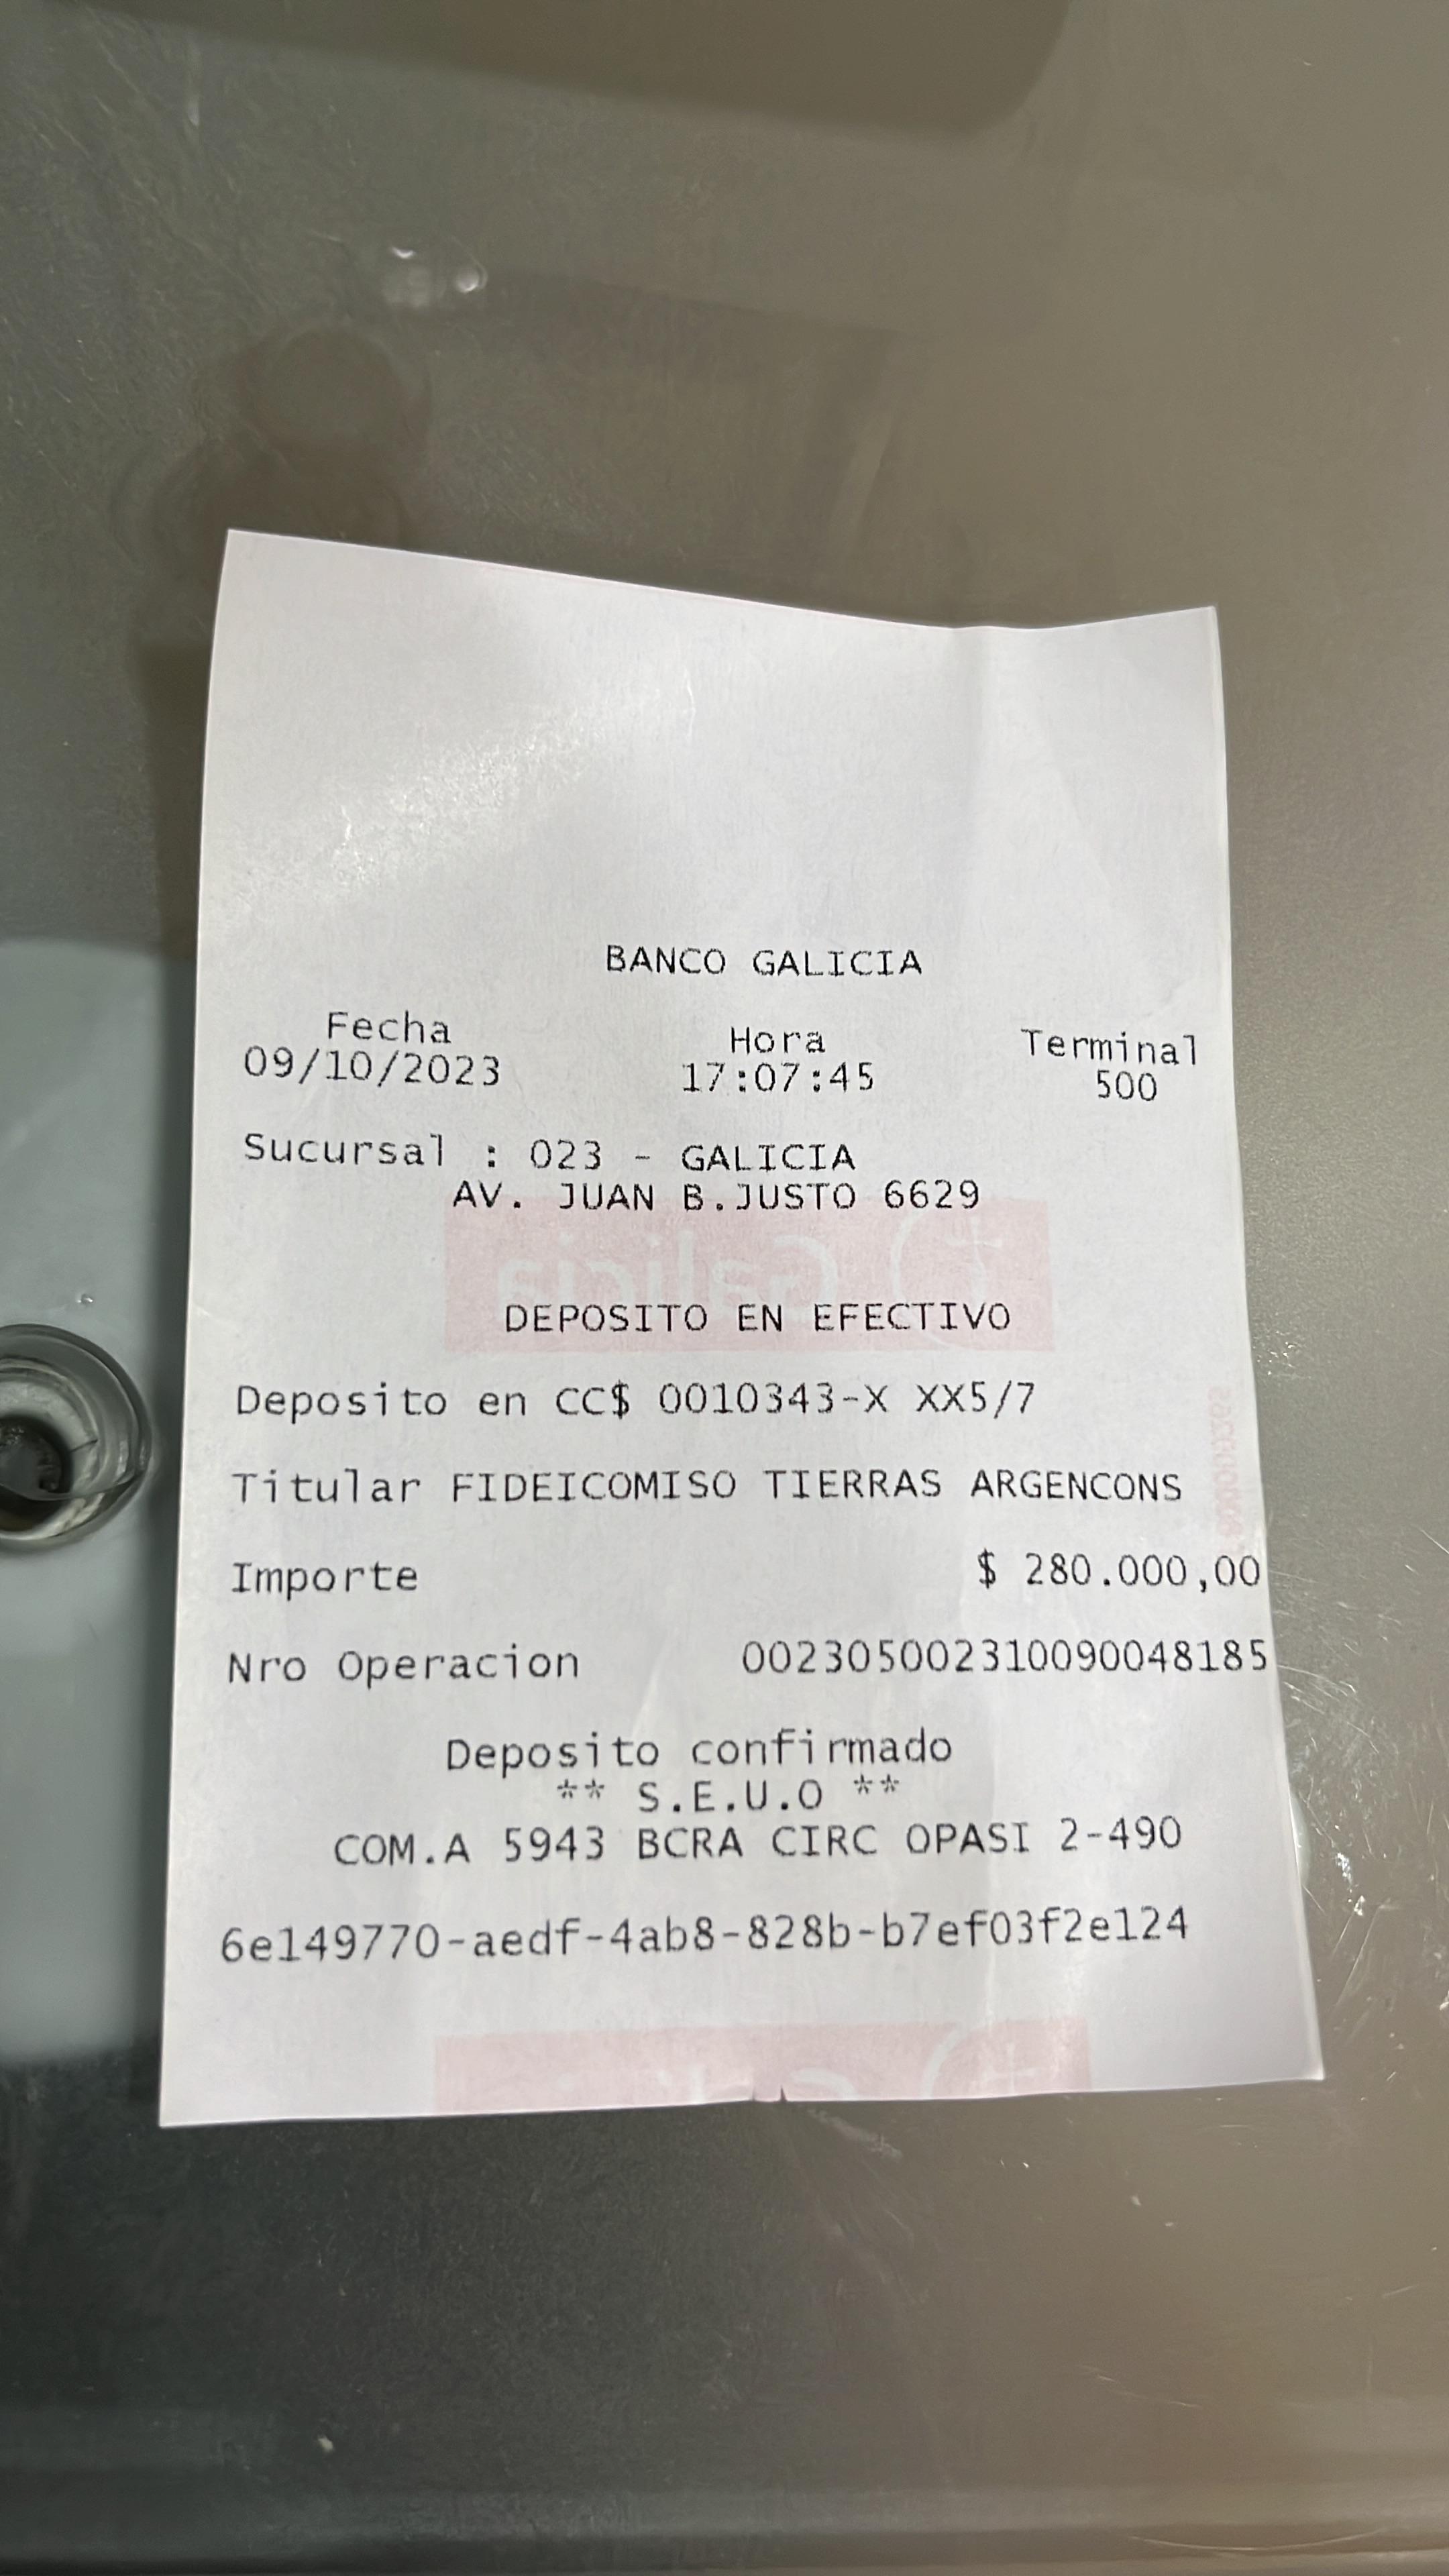 BANCO GALICIA
Fecha Hora Terminal
09/10/2023 17:07:45 500
Sucursal : 023 - GALICIA
AV. JUAN B.JUSTO 6629
Galicia
DEPOSITO EN EFECTIVO
Deposito en CC$ 0010343-X XX5/7
Titular FIDEICOMISO TIERRAS ARGENCONS
Importe $ 280.000,00
Nro Operacion 002305002310090048185
Deposito confirmado
** S.E.U.O **
COM.A 5943 BCRA CIRC OPASI 2-490
6e149770-aedf-4ab8-828b-b7ef03f2e124